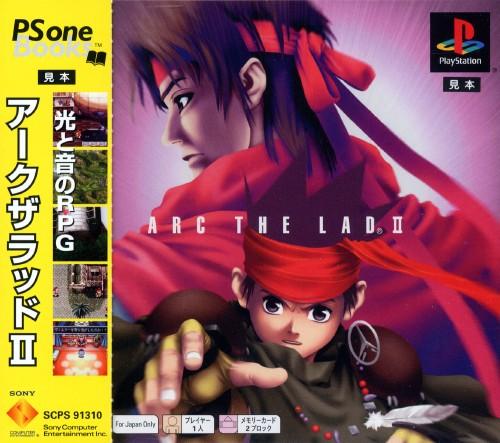 PS one
Books
TM
見本
光と音のRPG
アークザラッドII
SONY
SCPS 91310
Sony Computer
Entertainment Inc.
PlayStation
見本
ARC THE LAD® II
For Japan Only
プレイヤー
1人
メモリーカード
2ブロック